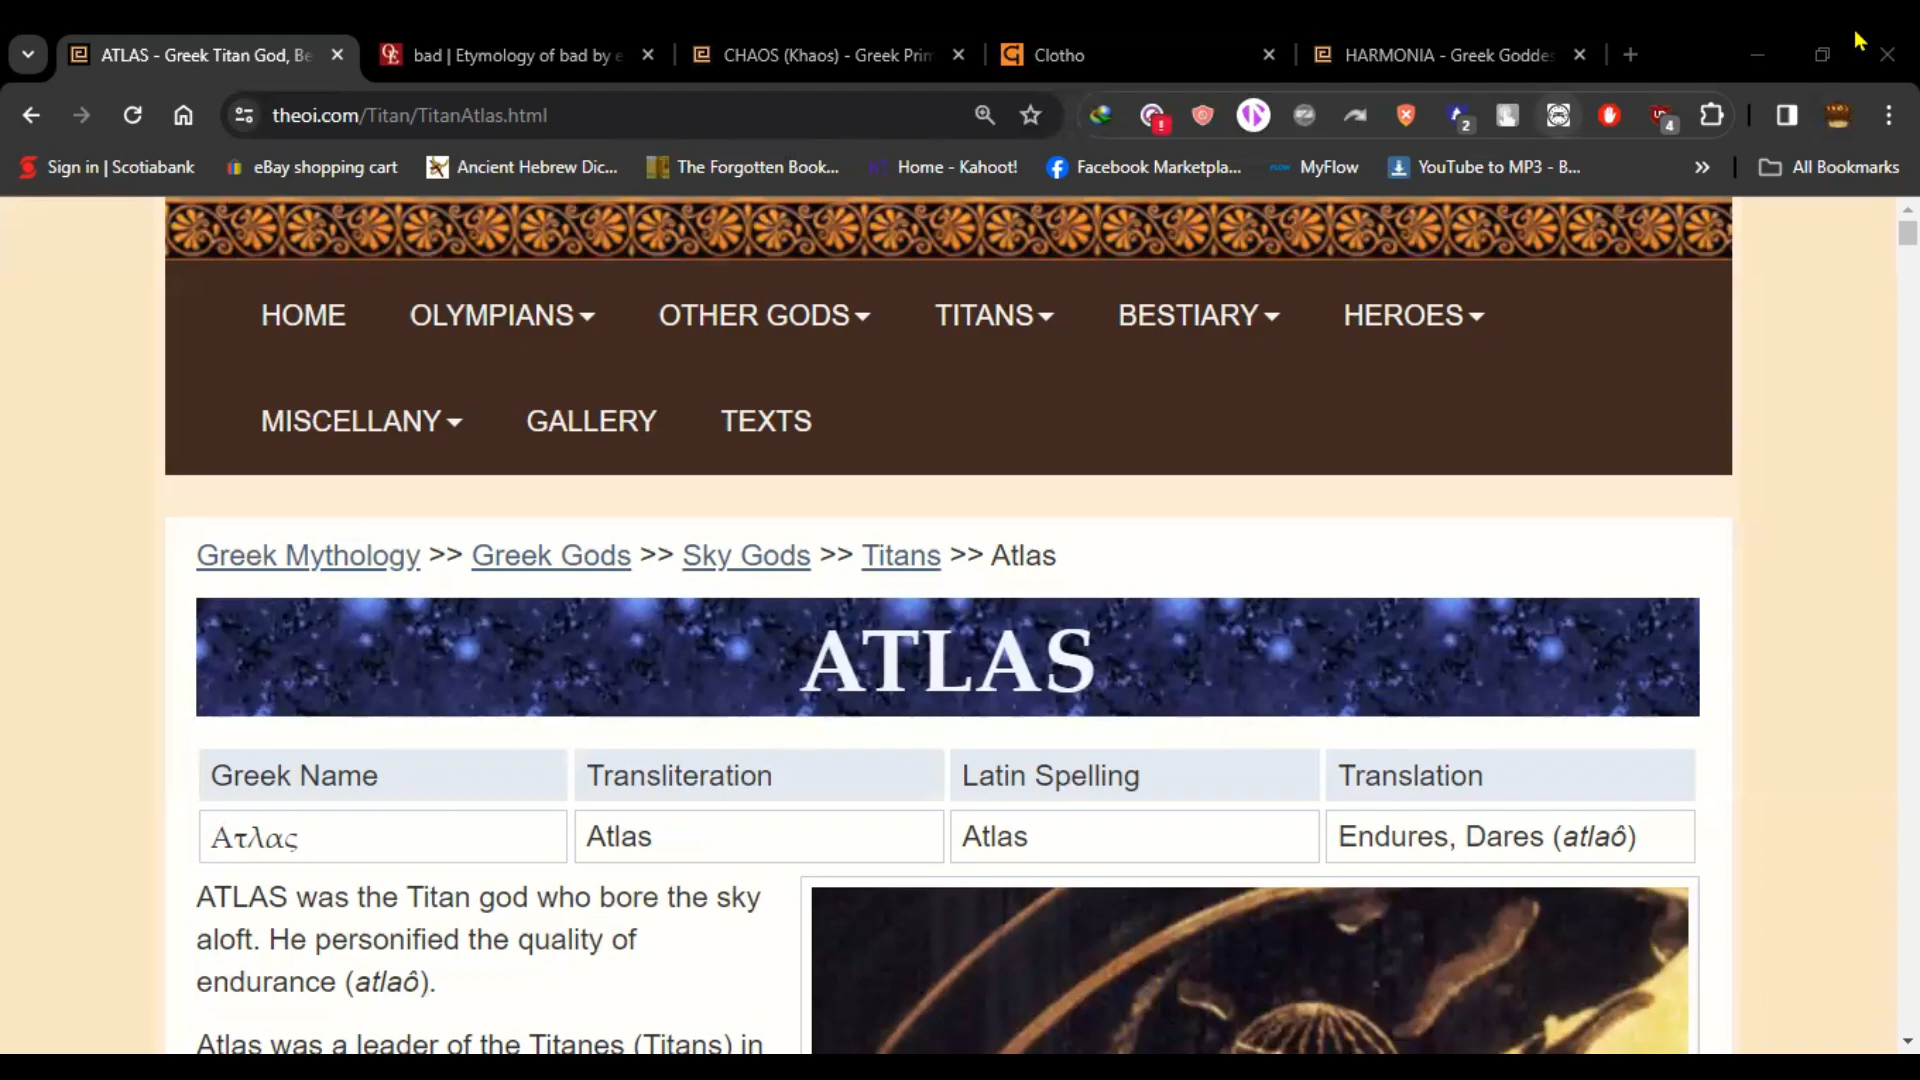 ATLAS - Greek Titan God, Be
bad | Etymology of bad by e
CHAOS (Khaos) - Greek Prim
Clotho
HARMONIA - Greek Goddes
theoi.com/Titan/TitanAtlas.html
2
4
Sign in | Scotiabank
eBay shopping cart
Ancient Hebrew Dic...
The Forgotten Book...
Home - Kahoot!
Facebook Marketpla...
MyFlow
YouTube to MP3 - B...
All Bookmarks
HOME OLYMPIANS OTHER GODS TITANS BESTIARY HEROES
MISCELLANY GALLERY TEXTS
Greek Mythology >> Greek Gods >> Sky Gods >> Titans >> Atlas
ATLAS
Greek Name Transliteration Latin Spelling Translation
Ατλας Atlas Atlas Endures, Dares (atlaô)
ATLAS was the Titan god who bore the sky
aloft. He personified the quality of
endurance (atlaô).
Atlas was a leader of the Titanes (Titans) in